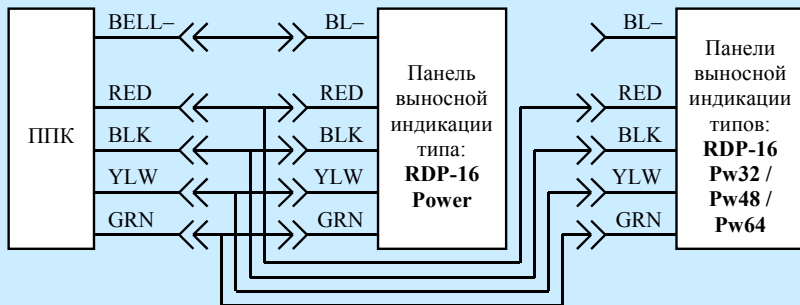 ППК
BELL–
RED
BLK
YLW
GRN
BL–
RED
BLK
YLW
GRN
Панель
выносной
индикации
типа:
RDP-16
Power
BL–
RED
BLK
YLW
GRN
Панели
выносной
индикации
типов:
RDP-16
Pw32 /
Pw48 /
Pw64